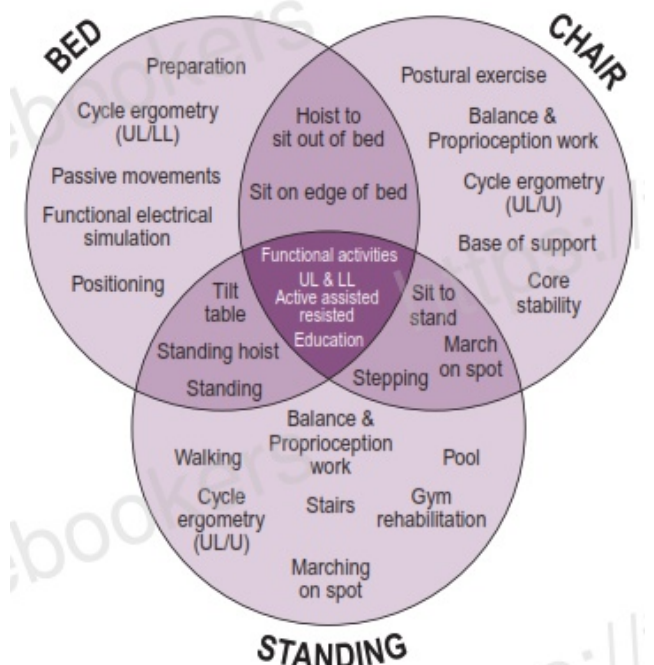 BED
Preparation
Cycle ergometry
(UL/LL)
Passive movements
Functional electrical
simulation
Positioning
Hoist to
sit out of bed
Sit on edge of bed
CHAIR
Postural exercise
Balance &
Proprioception work
Cycle ergometry
(UL/U)
Base of support
Core
stability
Functional activities
UL & LL
Active assisted
resisted
Education
Tilt
table
Standing hoist
Standing
Sit to
stand
March
on spot
Stepping
Balance &
Proprioception
work
Walking
Pool
Cycle
ergometry
(UL/U)
Stairs
Gym
rehabilitation
Marching
on spot
STANDING
ebookers
https://
ebookers
://